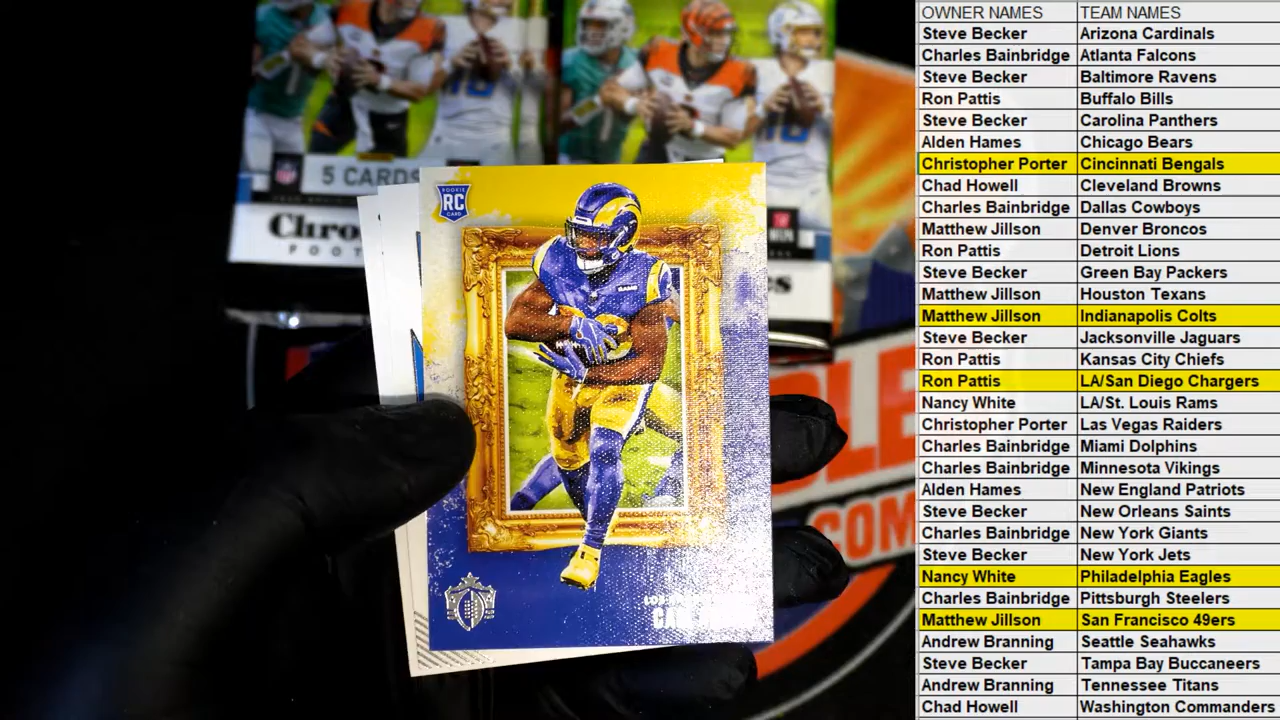 OWNER NAMES TEAM NAMES
Steve Becker Arizona Cardinals
Charles Bainbridge Atlanta Falcons
Steve Becker Baltimore Ravens
Ron Pattis Buffalo Bills
Steve Becker Carolina Panthers
Alden Hames Chicago Bears
Christopher Porter Cincinnati Bengals
Chad Howell Cleveland Browns
Charles Bainbridge Dallas Cowboys
Matthew Jillson Denver Broncos
Ron Pattis Detroit Lions
Steve Becker Green Bay Packers
Matthew Jillson Houston Texans
Matthew Jillson Indianapolis Colts
Steve Becker Jacksonville Jaguars
Ron Pattis Kansas City Chiefs
Ron Pattis LA/San Diego Chargers
Nancy White LA/St. Louis Rams
Christopher Porter Las Vegas Raiders
Charles Bainbridge Miami Dolphins
Charles Bainbridge Minnesota Vikings
Alden Hames New England Patriots
Steve Becker New Orleans Saints
Charles Bainbridge New York Giants
Steve Becker New York Jets
Nancy White Philadelphia Eagles
Charles Bainbridge Pittsburgh Steelers
Matthew Jillson San Francisco 49ers
Andrew Branning Seattle Seahawks
Steve Becker Tampa Bay Buccaneers
Andrew Branning Tennessee Titans
Chad Howell Washington Commanders
5 CARDS
ROOKIE
RC
CARD